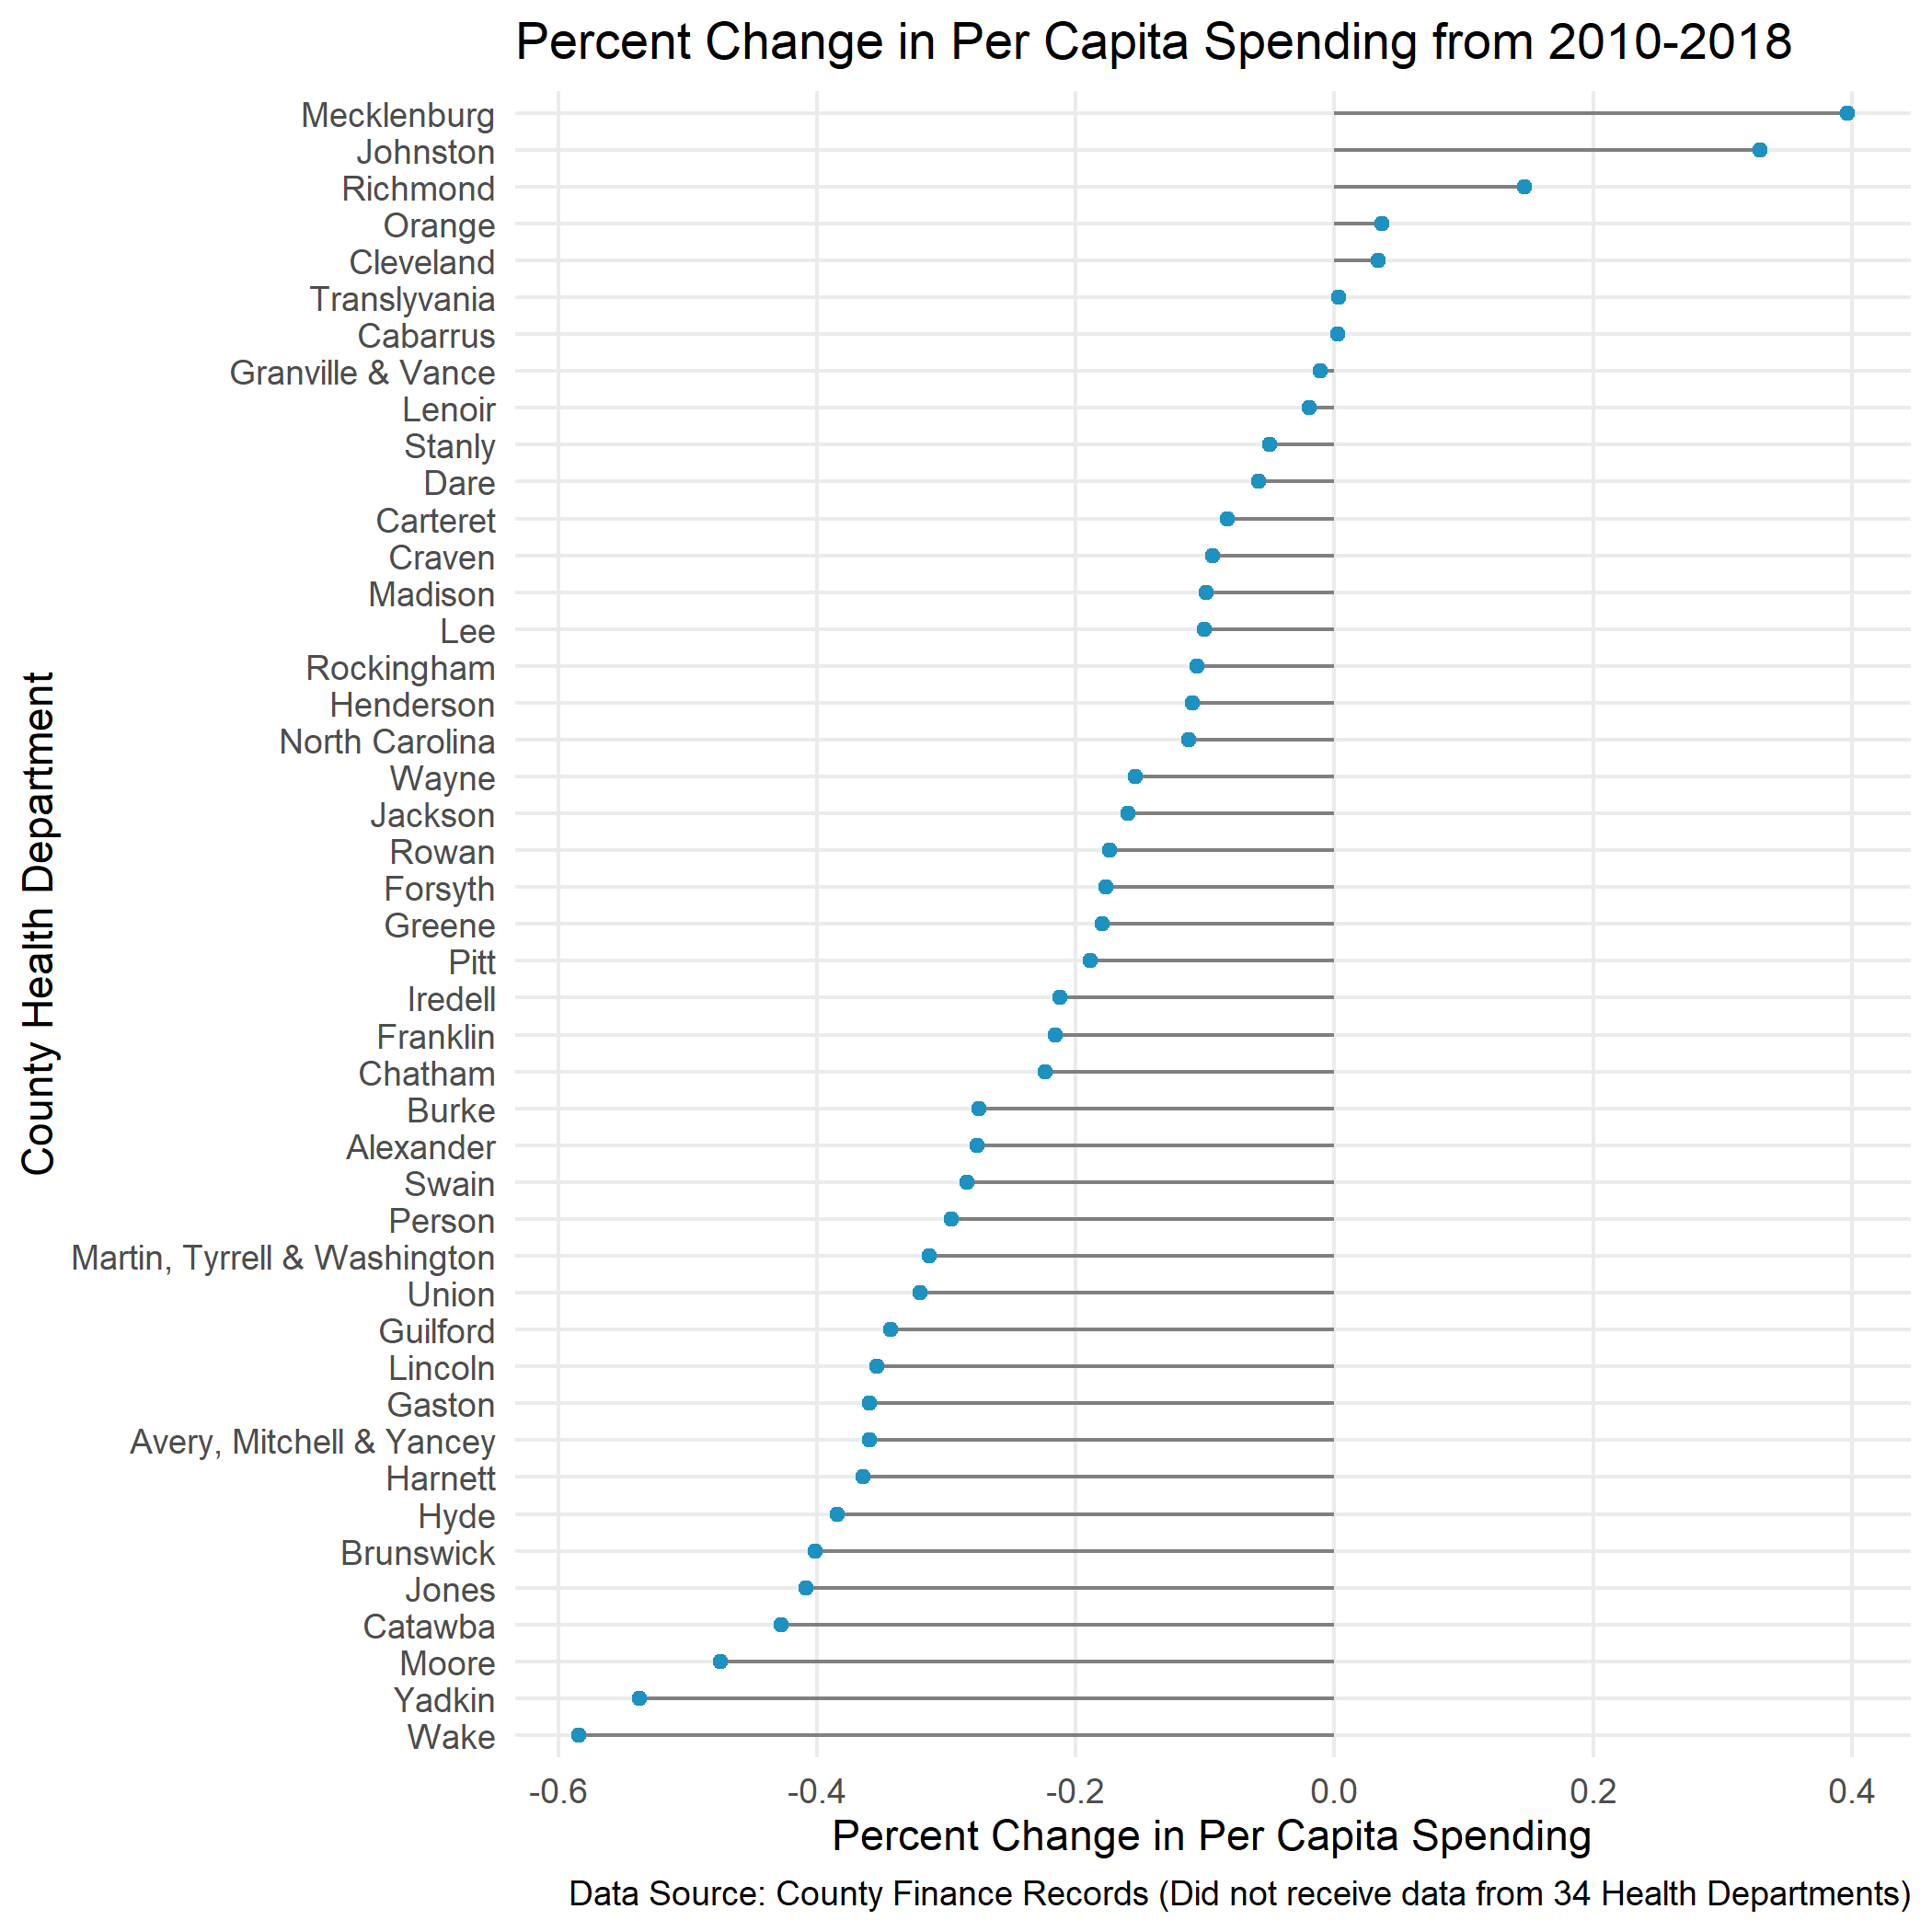 Percent Change in Per Capita Spending from 2010-2018
Mecklenburg
Johnston
Richmond
Orange
Cleveland
Translyvania
Cabarrus
Granville & Vance
Lenoir
Stanly
Dare
Carteret
Craven
Madison
Lee
Rockingham
Henderson
North Carolina
Wayne
Jackson
Rowan
Forsyth
Greene
Pitt
Iredell
Franklin
Chatham
Burke
Alexander
Swain
Person
Martin, Tyrrell & Washington
Union
Guilford
Lincoln
Gaston
Avery, Mitchell & Yancey
Harnett
Hyde
Brunswick
Jones
Catawba
Moore
Yadkin
Wake
County Health Department
-0.6 -0.4 -0.2 0.0 0.2 0.4
Percent Change in Per Capita Spending
Data Source: County Finance Records (Did not receive data from 34 Health Departments)